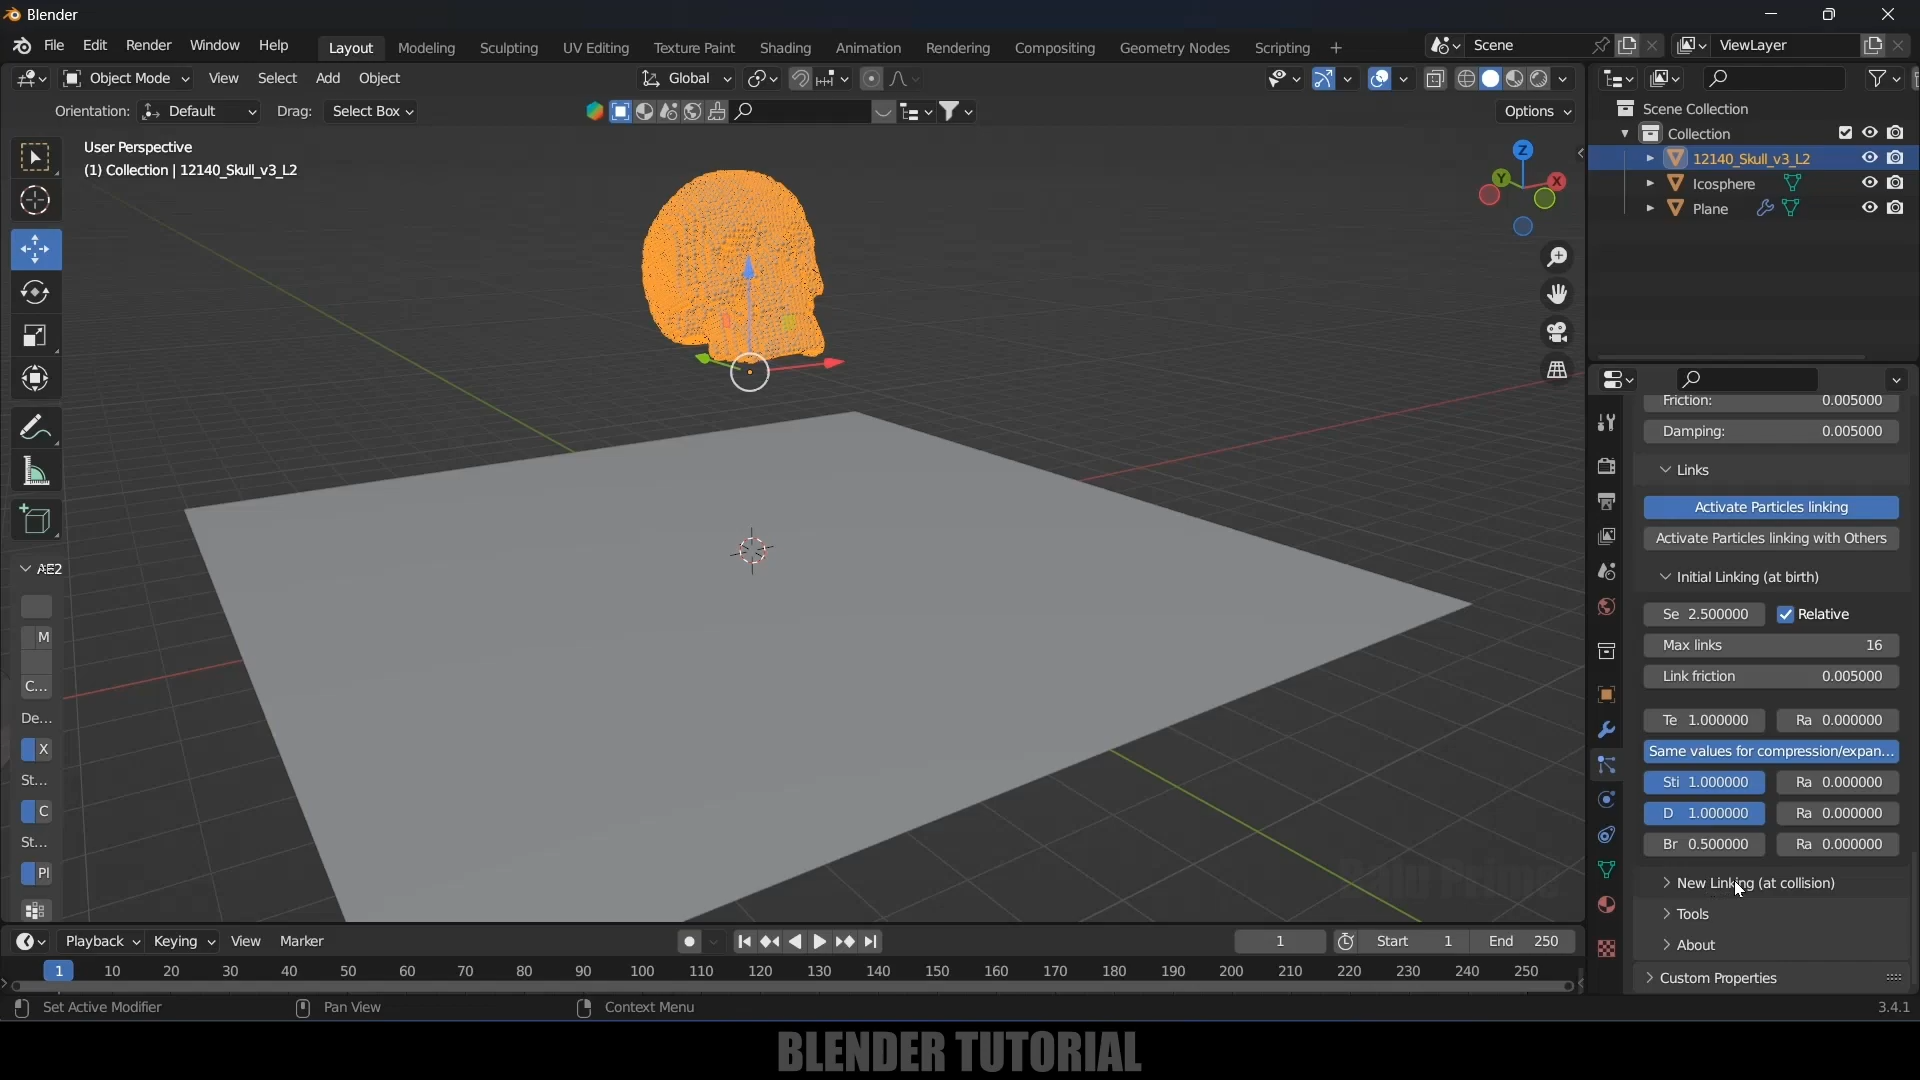 Blender
File Edit Render Window Help Layout Modeling Sculpting UV Editing Texture Paint Shading Animation Rendering Compositing Geometry Nodes Scripting + Scene ViewLayer
Object Mode View Select Add Object Global
Orientation: Default Drag: Select Box Options
User Perspective
(1) Collection | 12140_Skull_v3_L2
Z
Y
X
AE2
M
C...
De...
X
St...
C
St...
Pl
Scene Collection
Collection
12140_Skull_v3_L2
Icosphere
Plane
Friction: 0.005000
Damping: 0.005000
Links
Activate Particles linking
Activate Particles linking with Others
Initial Linking (at birth)
Se 2.500000 Relative
Max links 16
Link friction 0.005000
Te 1.000000 Ra 0.000000
Same values for compression/expan...
Sti 1.000000 Ra 0.000000
D 1.000000 Ra 0.000000
Br 0.500000 Ra 0.000000
New Linking (at collision)
Tools
About
Custom Properties
Playback Keying View Marker 1 Start 1 End 250
1 10 20 30 40 50 60 70 80 90 100 110 120 130 140 150 160 170 180 190 200 210 220 230 240 250
Set Active Modifier Pan View Context Menu 3.4.1
BLENDER TUTORIAL